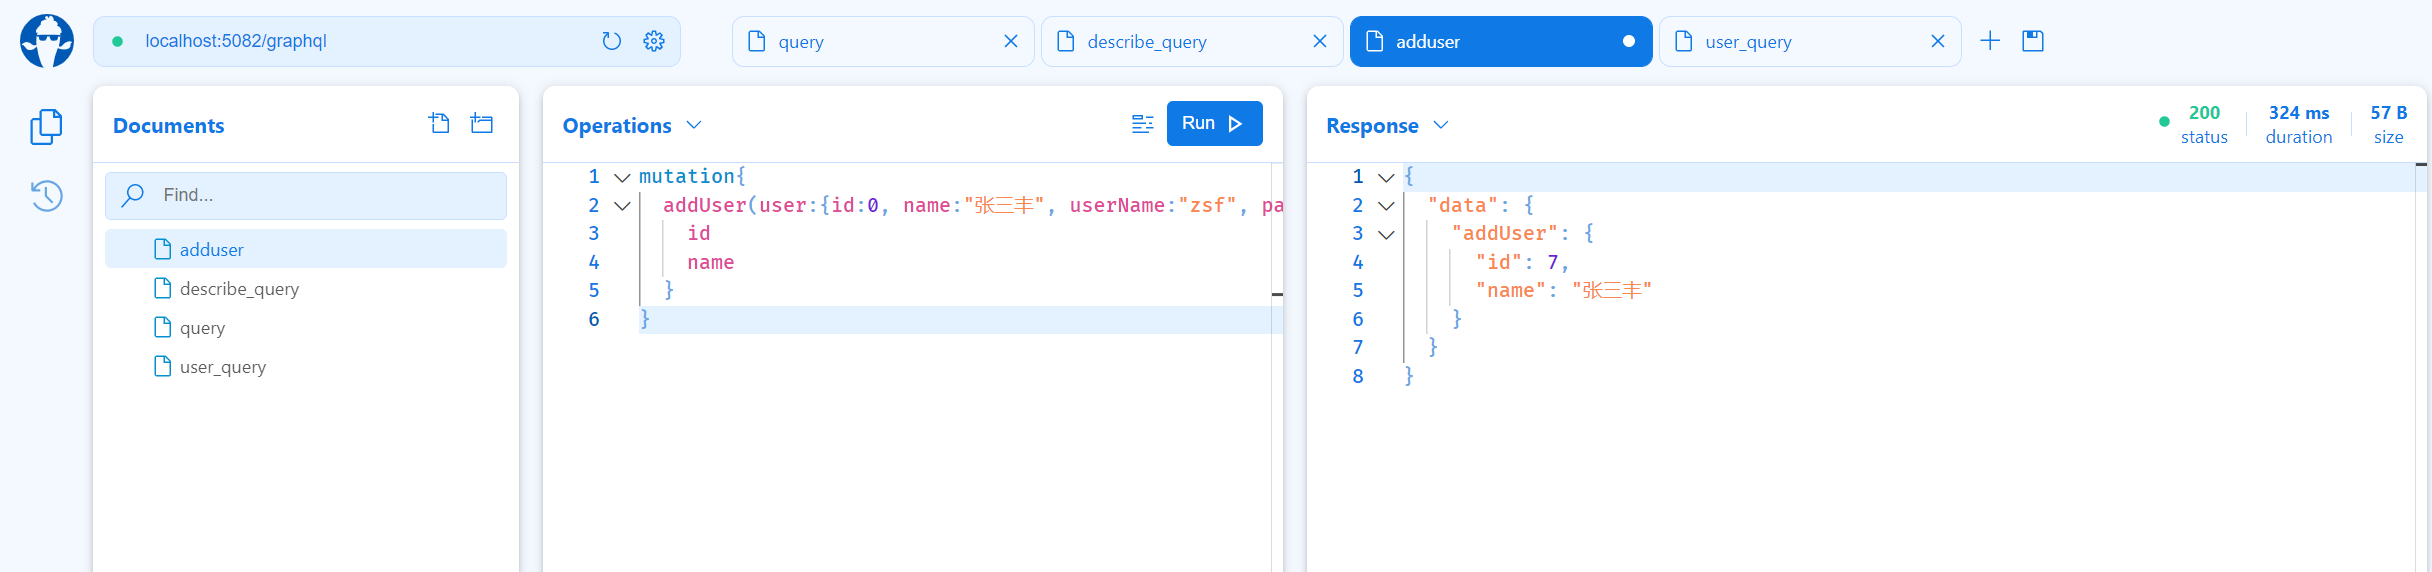 localhost:5082/graphql
query
describe_query
adduser
user_query
Documents
Find...
adduser
describe_query
query
user_query
Operations
Run
1 mutation{
2 addUser(user:{id:0, name:"张三丰", userName:"zsf", pa
3 id
4 name
5 }
6 }
Response
200 status
324 ms duration
57 B size
1 {
2 "data": {
3 "addUser": {
4 "id": 7,
5 "name": "张三丰"
6 }
7 }
8 }